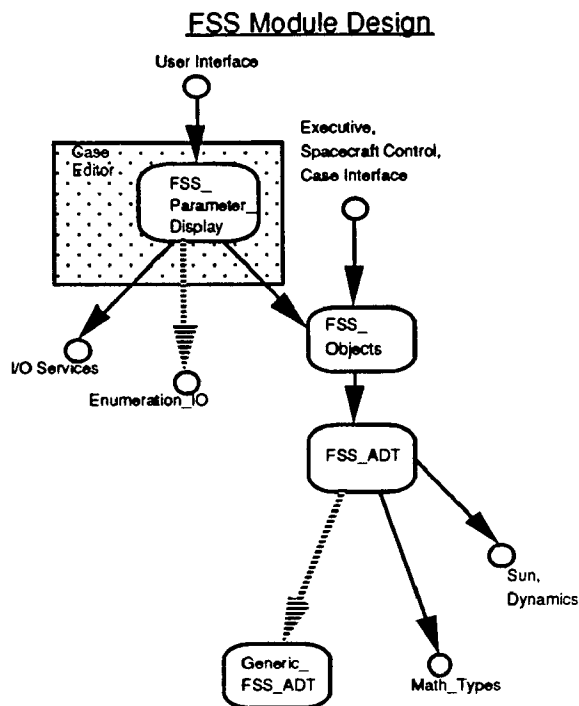 FSS Module Design
User Interface
Executive,
Spacecraft Control,
Case Interface
Case
Editor
FSS_
Parameter_
Display
FSS_
Objects
I/O Services
Enumeration_IO
FSS_ADT
Sun,
Dynamics
Generic_
FSS_ADT
Math_Types